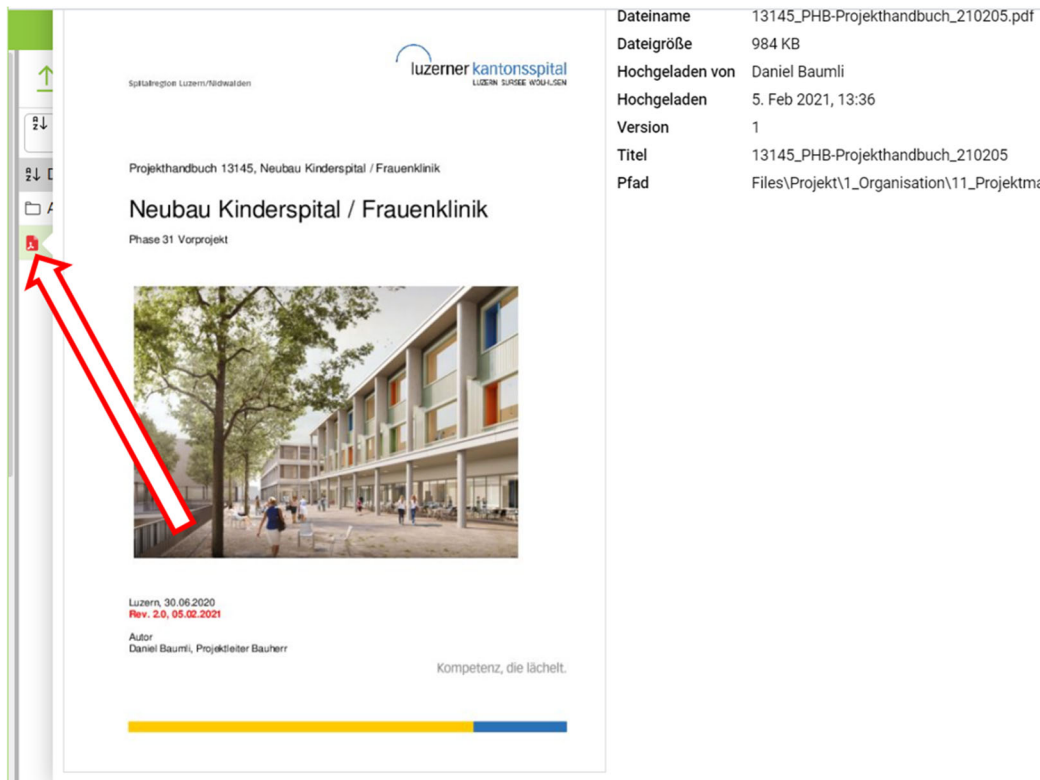 Spitalregion Luzern/Nidwalden
luzerner kantonsspital
LUZERN SURSEE WOLHUSEN
Projekthandbuch 13145, Neubau Kinderspital / Frauenklinik
Neubau Kinderspital / Frauenklinik
Phase 31 Vorprojekt
Luzern, 30.06.2020
Rev. 2.0, 05.02.2021
Autor
Daniel Baumli, Projektleiter Bauherr
Kompetenz, die lächelt.
Dateiname 13145_PHB-Projekthandbuch_210205.pdf
Dateigröße 984 KB
Hochgeladen von Daniel Baumli
Hochgeladen 5. Feb 2021, 13:36
Version 1
Titel 13145_PHB-Projekthandbuch_210205
Pfad Files\Projekt\1_Organisation\11_Projektma